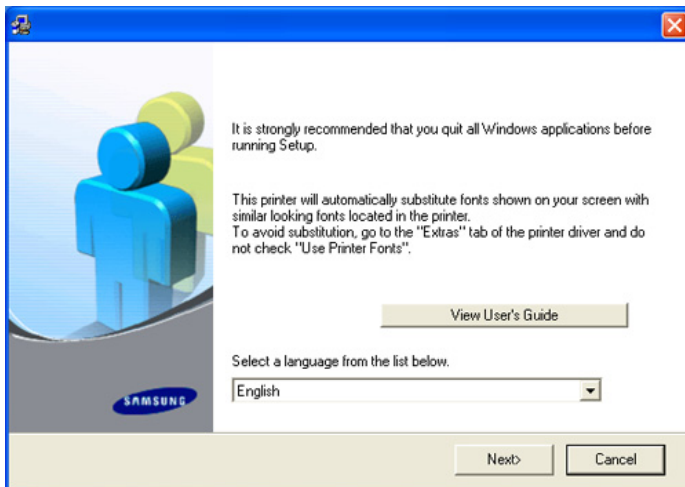 It is strongly recommended that you quit all Windows applications before
running Setup.
This printer will automatically substitute fonts shown on your screen with
similar looking fonts located in the printer.
To avoid substitution, go to the "Extras" tab of the printer driver and do
not check "Use Printer Fonts".
View User's Guide
Select a language from the list below.
English
SAMSUNG
Next>
Cancel